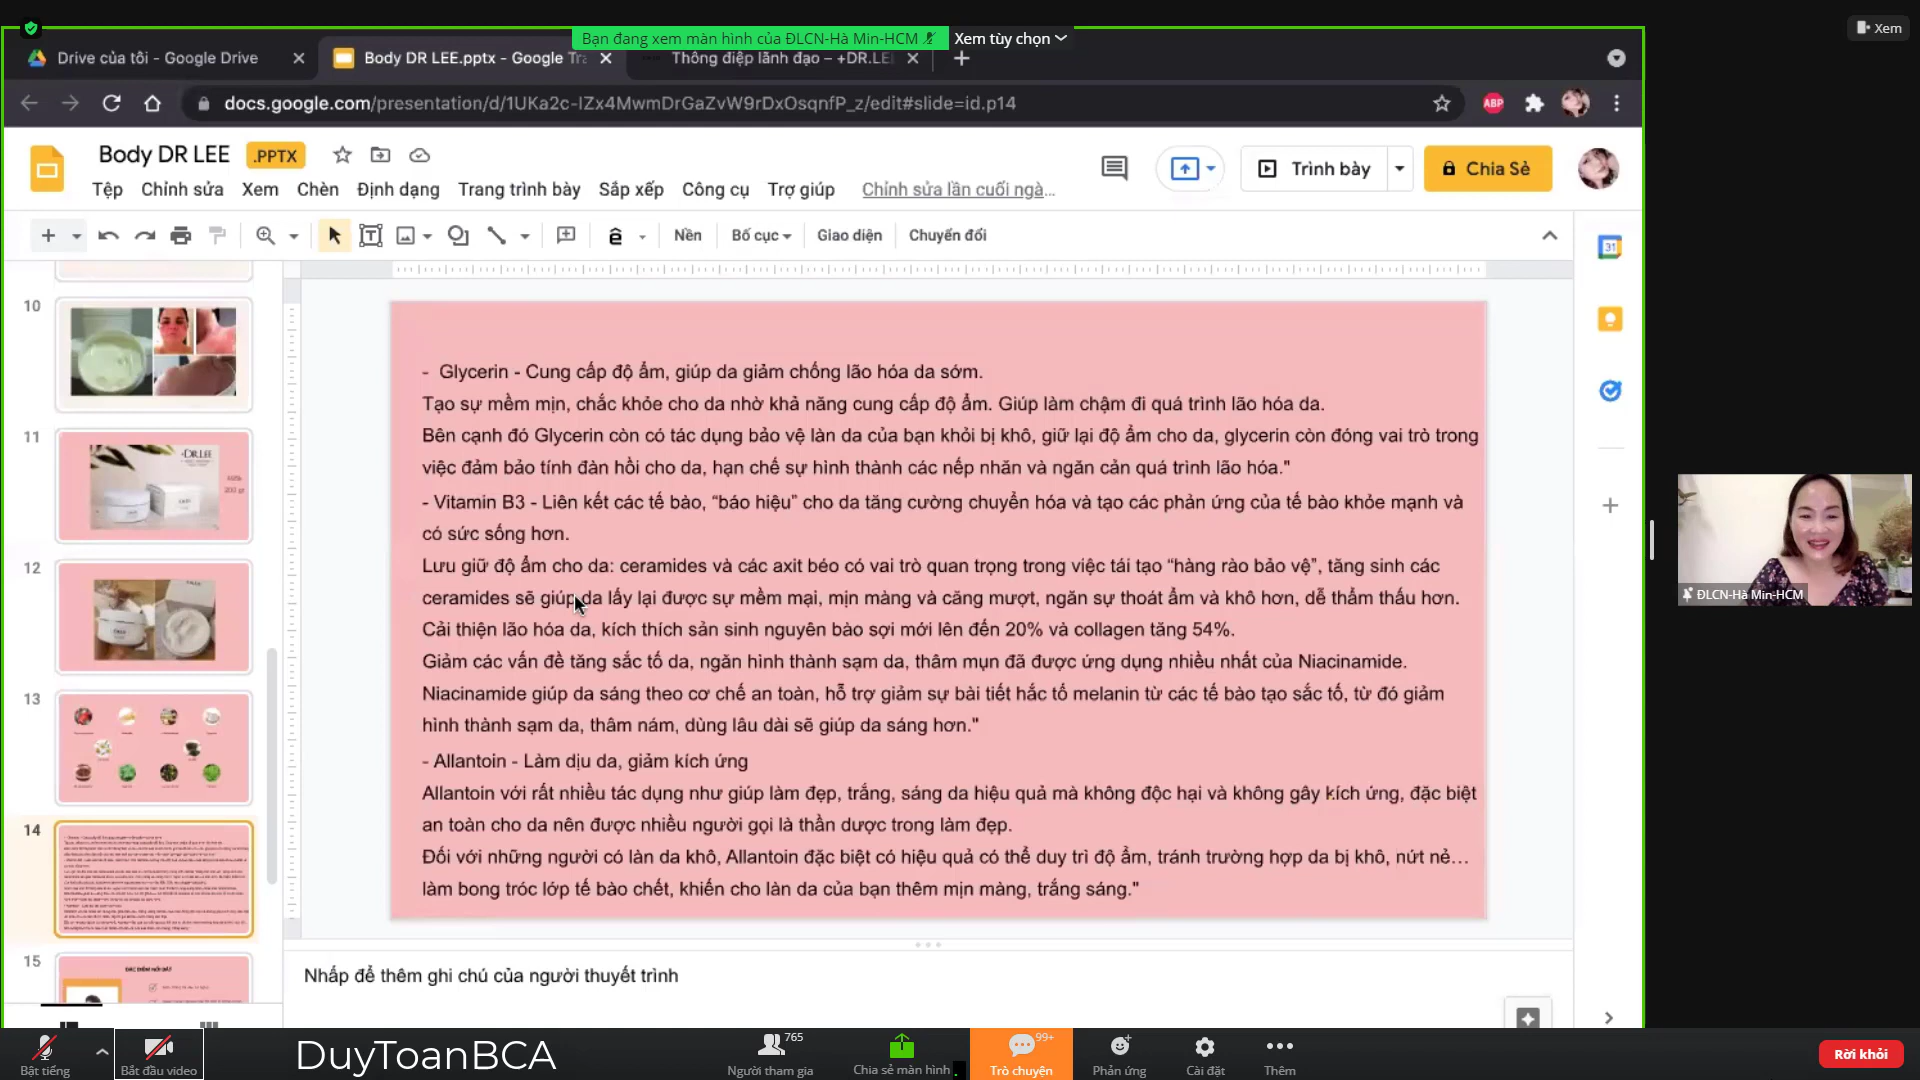 Bạn đang xem màn hình của ĐLCN-Hà Min-HCM
Xem tùy chọn
Xem
Drive của tôi - Google Drive
Body DR LEE.pptx - Google Tra
Thông điệp lãnh đạo – +DR.LEE
docs.google.com/presentation/d/1UKa2c-IZx4MwmDrGaZvW9rDxOsqnfP_z/edit#slide=id.p14
ABP
Body DR LEE
.PPTX
Tệp Chỉnh sửa Xem Chèn Định dạng Trang trình bày Sắp xếp Công cụ Trợ giúp
Chỉnh sửa lần cuối ngà...
Trình bày
Chia Sẻ
Nền Bố cục Giao diện Chuyển đổi
31
10
11
+DR.LEE
200 gr
12
13
14
15
ĐẶC ĐIỂM NỔI BẬT
- Glycerin - Cung cấp độ ẩm, giúp da giảm chống lão hóa da sớm.
Tạo sự mềm mịn, chắc khỏe cho da nhờ khả năng cung cấp độ ẩm. Giúp làm chậm đi quá trình lão hóa da.
Bên cạnh đó Glycerin còn có tác dụng bảo vệ làn da của bạn khỏi bị khô, giữ lại độ ẩm cho da, glycerin còn đóng vai trò trong
việc đảm bảo tính đàn hồi cho da, hạn chế sự hình thành các nếp nhăn và ngăn cản quá trình lão hóa."
- Vitamin B3 - Liên kết các tế bào, “báo hiệu” cho da tăng cường chuyển hóa và tạo các phản ứng của tế bào khỏe mạnh và
có sức sống hơn.
Lưu giữ độ ẩm cho da: ceramides và các axit béo có vai trò quan trọng trong việc tái tạo “hàng rào bảo vệ”, tăng sinh các
ceramides sẽ giúp da lấy lại được sự mềm mại, mịn màng và căng mượt, ngăn sự thoát ẩm và khô hơn, dễ thẩm thấu hơn.
Cải thiện lão hóa da, kích thích sản sinh nguyên bào sợi mới lên đến 20% và collagen tăng 54%.
Giảm các vấn đề tăng sắc tố da, ngăn hình thành sạm da, thâm mụn đã được ứng dụng nhiều nhất của Niacinamide.
Niacinamide giúp da sáng theo cơ chế an toàn, hỗ trợ giảm sự bài tiết hắc tố melanin từ các tế bào tạo sắc tố, từ đó giảm
hình thành sạm da, thâm nám, dùng lâu dài sẽ giúp da sáng hơn."
- Allantoin - Làm dịu da, giảm kích ứng
Allantoin với rất nhiều tác dụng như giúp làm đẹp, trắng, sáng da hiệu quả mà không độc hại và không gây kích ứng, đặc biệt
an toàn cho da nên được nhiều người gọi là thần dược trong làm đẹp.
Đối với những người có làn da khô, Allantoin đặc biệt có hiệu quả có thể duy trì độ ẩm, tránh trường hợp da bị khô, nứt nẻ…
làm bong tróc lớp tế bào chết, khiến cho làn da của bạn thêm mịn màng, trắng sáng."
Nhấp để thêm ghi chú của người thuyết trình
ĐLCN-Hà Min-HCM
Bật tiếng
Bắt đầu video
DuyToanBCA
765
Người tham gia
Chia sẻ màn hình
99+
Trò chuyện
Phản ứng
Cài đặt
Thêm
Rời khỏi